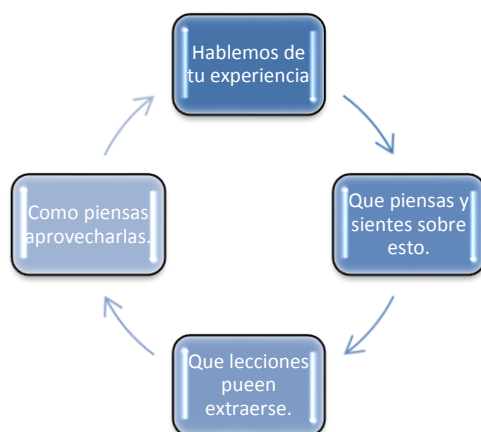 Hablemos de
tu experiencia
Que piensas y
sientes sobre
esto.
Que lecciones
pueen
extraerse.
Como piensas
aprovecharlas.